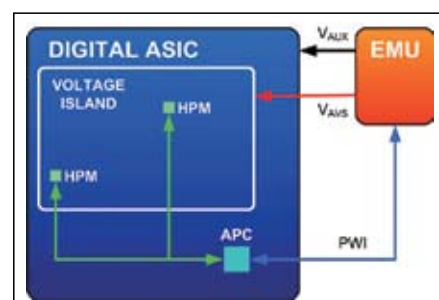 DIGITAL ASIC
VAUX
EMU
VOLTAGE
ISLAND
HPM
VAVS
HPM
APC
PWI